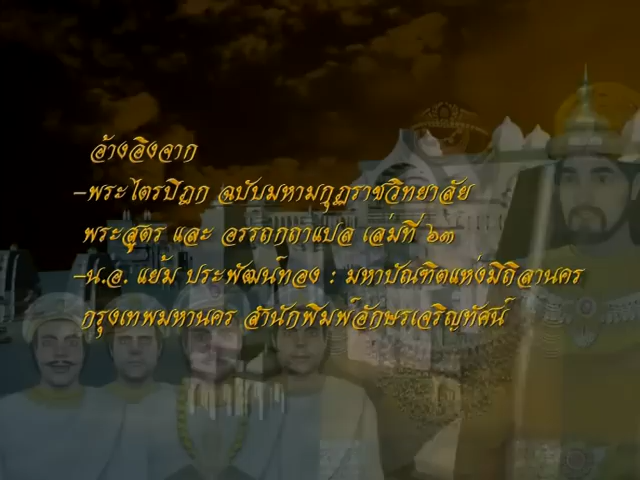 อ้างอิงจาก
-พระไตรปิฎก ฉบับมหามกุฏราชวิทยาลัย
พระสูตร และ อรรถกถาแปล เล่มที่ ๖๓
-น.อ. แย้ม ประพัฒน์ทอง : มหาบัณฑิตแห่งมิถิลานคร
กรุงเทพมหานคร สำนักพิมพ์อักษรเจริญทัศน์